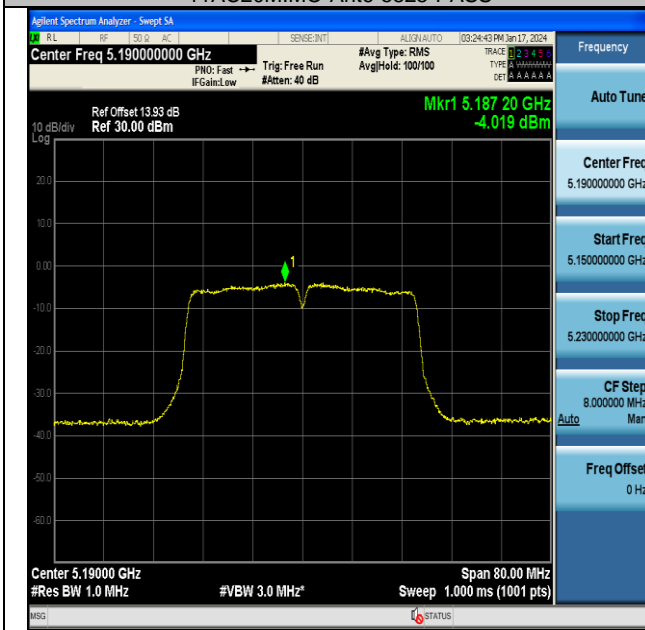 Agilent Spectrum Analyzer - Swept SA
RL RF 50 Ω AC SENSE:INT ALIGN AUTO 03:24:43 PM Jan 17, 2024
Center Freq 5.190000000 GHz
PNO: Fast
IFGain:Low
Trig: Free Run
#Atten: 40 dB
#Avg Type: RMS
Avg|Hold: 100/100
TRACE 1 2 3 4 5 6
TYPE A
DET A A A A A A
Frequency
Ref Offset 13.93 dB
Ref 30.00 dBm
10 dB/div
Log
Mkr1 5.187 20 GHz
-4.019 dBm
20.0
10.0
0.00
-10.0
-20.0
-30.0
-40.0
-50.0
-60.0
1
Center 5.19000 GHz
#Res BW 1.0 MHz
#VBW 3.0 MHz*
Span 80.00 MHz
Sweep 1.000 ms (1001 pts)
MSG
STATUS
Auto Tune
Center Freq
5.190000000 GHz
Start Freq
5.150000000 GHz
Stop Freq
5.230000000 GHz
CF Step
8.000000 MHz
Auto Man
Freq Offset
0 Hz